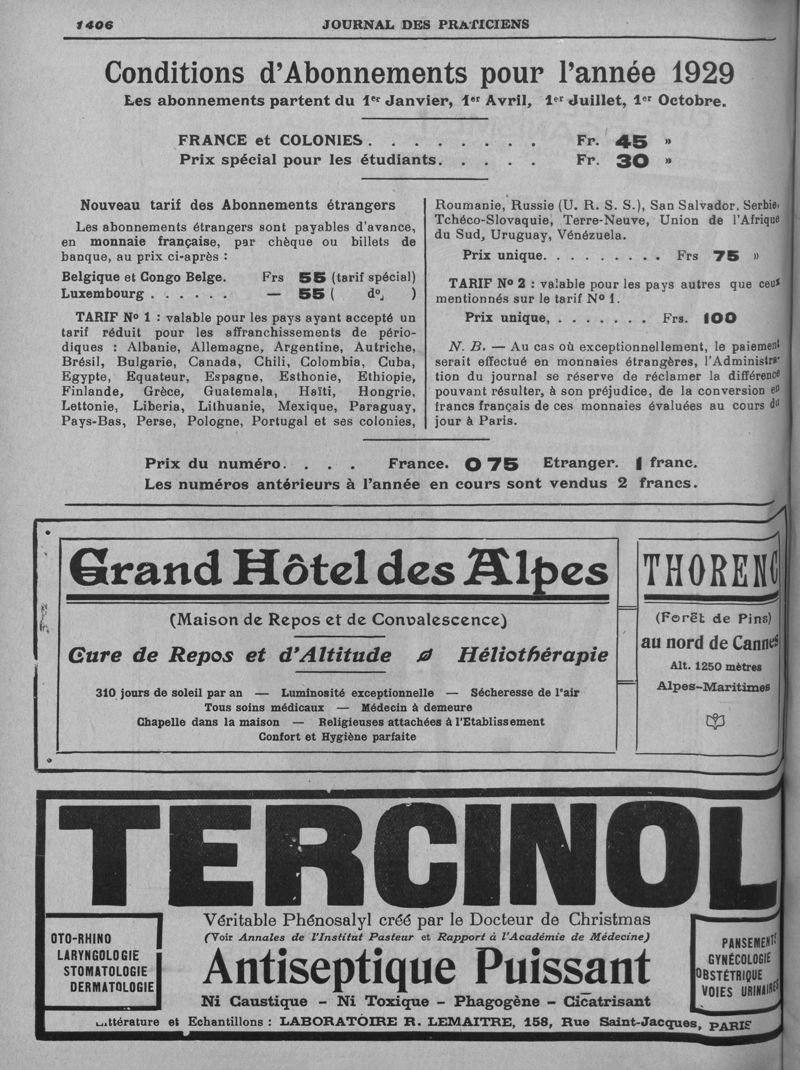 1406
JOURNAL DES PRATICIENS
Conditions d'Abonnements pour l'année 1929
Les abonnements partent du 1er Janvier, 1er Avril, 1er Juillet, 1er Octobre.
FRANCE et COLONIES. . . . . . . . Fr. 45 »
Prix spécial pour les étudiants. . . . . Fr. 30 »
Nouveau tarif des Abonnements étrangers
Les abonnements étrangers sont payables d'avance,
en monnaie française, par chèque ou billets de
banque, au prix ci-après :
Belgique et Congo Belge. Frs 55 (tarif spécial)
Luxembourg . . . . . . — 55 ( do )
TARIF No 1 : valable pour les pays ayant accepté un
tarif réduit pour les affranchissements de pério-
diques : Albanie, Allemagne, Argentine, Autriche,
Brésil, Bulgarie, Canada, Chili, Colombia, Cuba,
Egypte, Equateur, Espagne, Esthonie, Ethiopie,
Finlande, Grèce, Guatemala, Haïti, Hongrie,
Lettonie, Liberia, Lithuanie, Mexique, Paraguay,
Pays-Bas, Perse, Pologne, Portugal et ses colonies,
Roumanie, Russie (U. R. S. S.), San Salvador, Serbie,
Tchéco-Slovaquie, Terre-Neuve, Union de l'Afrique
du Sud, Uruguay, Vénézuela.
Prix unique. . . . . . . . . Frs 75 »
TARIF No 2 : valable pour les pays autres que ceux
mentionnés sur le tarif No 1.
Prix unique, . . . . . . . Frs. 100
N. B. — Au cas où exceptionnellement, le paiement
serait effectué en monnaies étrangères, l'Administra-
tion du journal se réserve de réclamer la différence
pouvant résulter, à son préjudice, de la conversion en
francs français de ces monnaies évaluées au cours du
jour à Paris.
Prix du numéro. . . . France. 0 75 Etranger. 1 franc.
Les numéros antérieurs à l'année en cours sont vendus 2 francs.
Grand Hôtel des Alpes
(Maison de Repos et de Convalescence)
Cure de Repos et d'Altitude Héliothérapie
310 jours de soleil par an — Luminosité exceptionnelle — Sécheresse de l'air
Tous soins médicaux — Médecin à demeure
Chapelle dans la maison — Religieuses attachées à l'Etablissement
Confort et Hygiène parfaite
THORENC
(Forêt de Pins)
au nord de Cannes
Alt. 1250 mètres
Alpes-Maritimes
TERCINOL
Véritable Phénosalyl créé par le Docteur de Christmas
(Voir Annales de l'Institut Pasteur et Rapport à l'Académie de Médecine)
OTO-RHINO
LARYNGOLOGIE
STOMATOLOGIE
DERMATOLOGIE
Antiseptique Puissant
Ni Caustique - Ni Toxique - Phagogène - Cicatrisant
PANSEMENTS
GYNÉCOLOGIE
OBSTÉTRIQUE
VOIES URINAIRES
Littérature et Echantillons : LABORATOIRE R. LEMAITRE, 158, Rue Saint-Jacques, PARIS